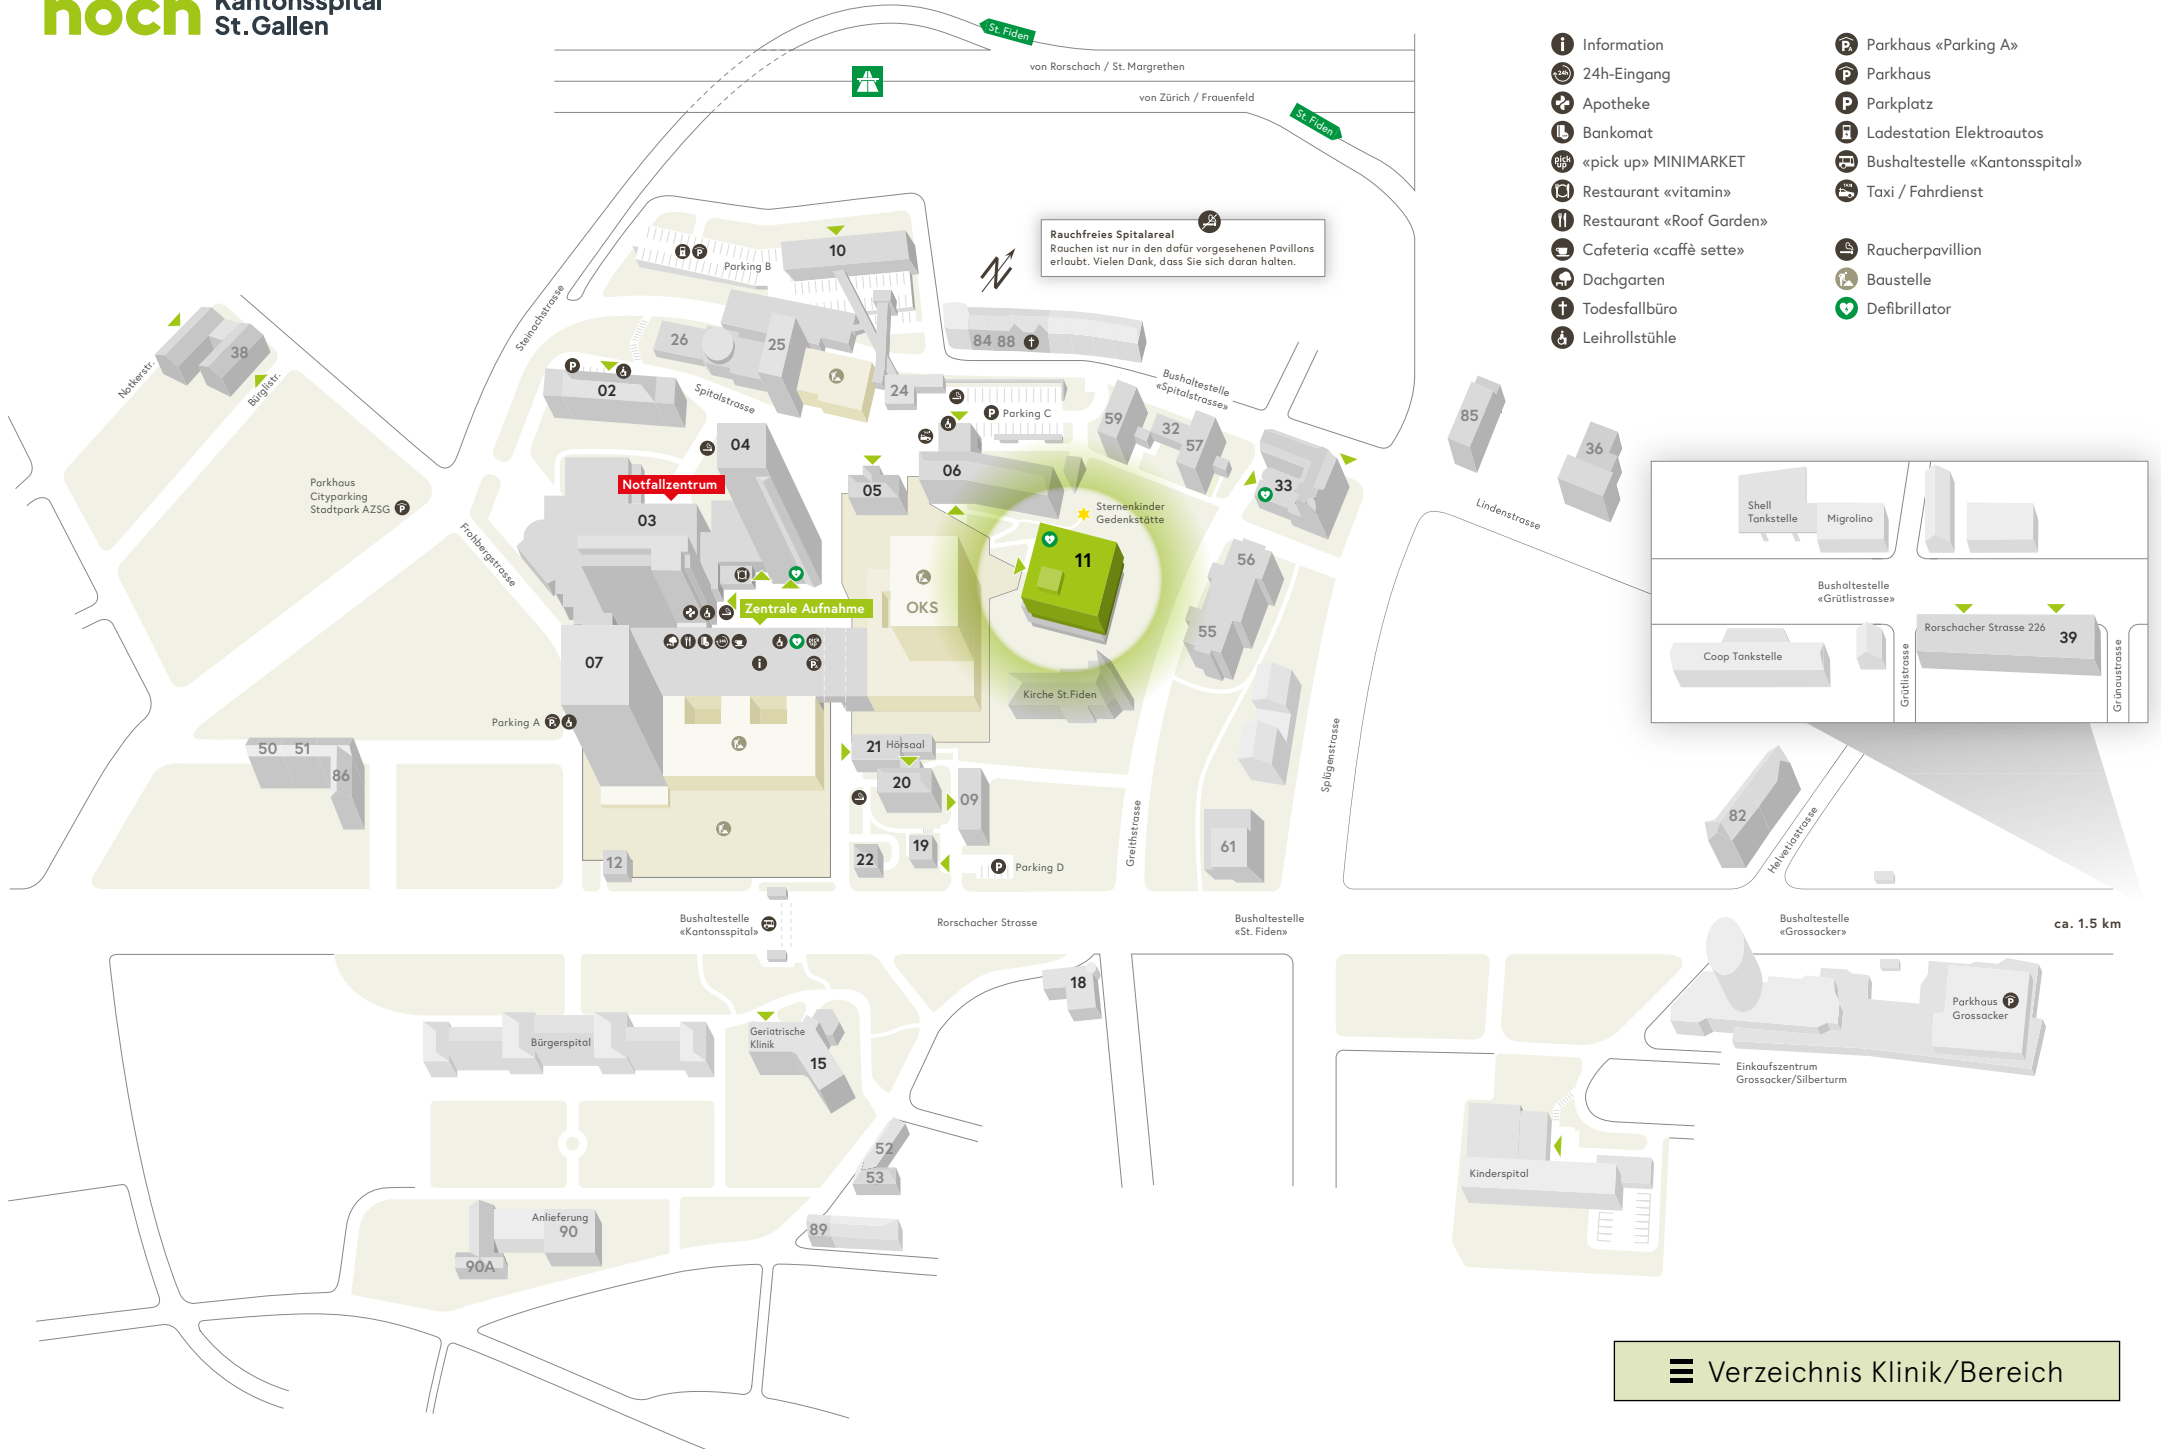 noch Kantonsspital
St.Gallen
St. Fiden
von Rorschach / St. Margrethen
von Zürich / Frauenfeld
St. Fiden
Information
24h-Eingang
Apotheke
Bankomat
«pick up» MINIMARKET
Restaurant «vitamin»
Restaurant «Roof Garden»
Cafeteria «caffè sette»
Dachgarten
Todesfallbüro
Leihrollstühle
Parkhaus «Parking A»
Parkhaus
Parkplatz
Ladestation Elektroautos
Bushaltestelle «Kantonsspital»
Taxi / Fahrdienst
Raucherpavillion
Baustelle
Defibrillator
Rauchfreies Spitalareal
Rauchen ist nur in den dafür vorgesehenen Pavillons
erlaubt. Vielen Dank, dass Sie sich daran halten.
N
10
Parking B
Steinachstrasse
26
25
84 88
38
Notkerstr.
Bürglistr.
02
Spitalstrasse
24
Bushaltestelle
«Spitalstrasse»
Parking C
59
32
57
85
36
04
06
05
33
Notfallzentrum
03
Parkhaus
Cityparking
Stadtpark AZSG
Frohbergstrasse
Sternenkinder
Gedenkstätte
Lindenstrasse
11
56
55
OKS
Zentrale Aufnahme
07
Kirche St.Fiden
Shell
Tankstelle
Migrolino
Bushaltestelle
«Grütlistrasse»
Rorschacher Strasse 226
39
Coop Tankstelle
Grütlistrasse
Grünaustrasse
Parking A
50 51
86
21 Hörsaal
20
09
19
22
Parking D
12
Greithstrasse
Splügenstrasse
61
82
Helvetiastrasse
Bushaltestelle
«Kantonsspital»
Rorschacher Strasse
Bushaltestelle
«St. Fiden»
Bushaltestelle
«Grossacker»
ca. 1.5 km
18
Bürgerspital
Geriatrische
Klinik
15
Parkhaus
Grossacker
Einkaufszentrum
Grossacker/Silberturm
52
53
89
Kinderspital
Anlieferung
90
90A
Verzeichnis Klinik/Bereich